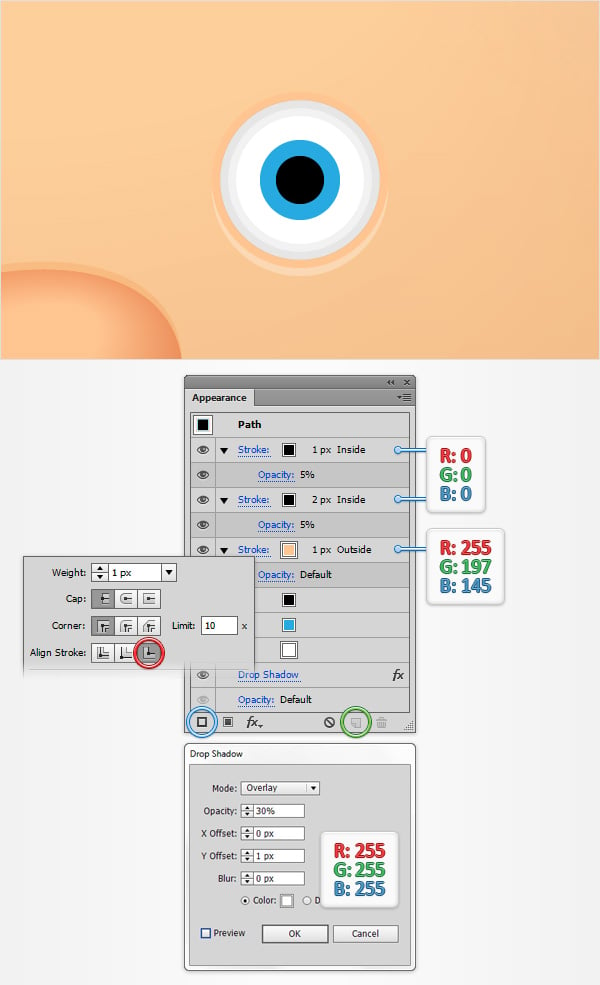 Appearance
Path
Stroke: 1 px Inside
Opacity: 5%
Stroke: 2 px Inside
Opacity: 5%
Stroke: 1 px Outside
Opacity: Default
Drop Shadow fx
Opacity: Default
fx
R: 0
G: 0
B: 0
R: 255
G: 197
B: 145
Weight: 1 px
Cap:
Corner: Limit: 10 x
Align Stroke:
Drop Shadow
Mode: Overlay
Opacity: 30%
X Offset: 0 px
Y Offset: 1 px
Blur: 0 px
Color: D
R: 255
G: 255
B: 255
Preview OK Cancel